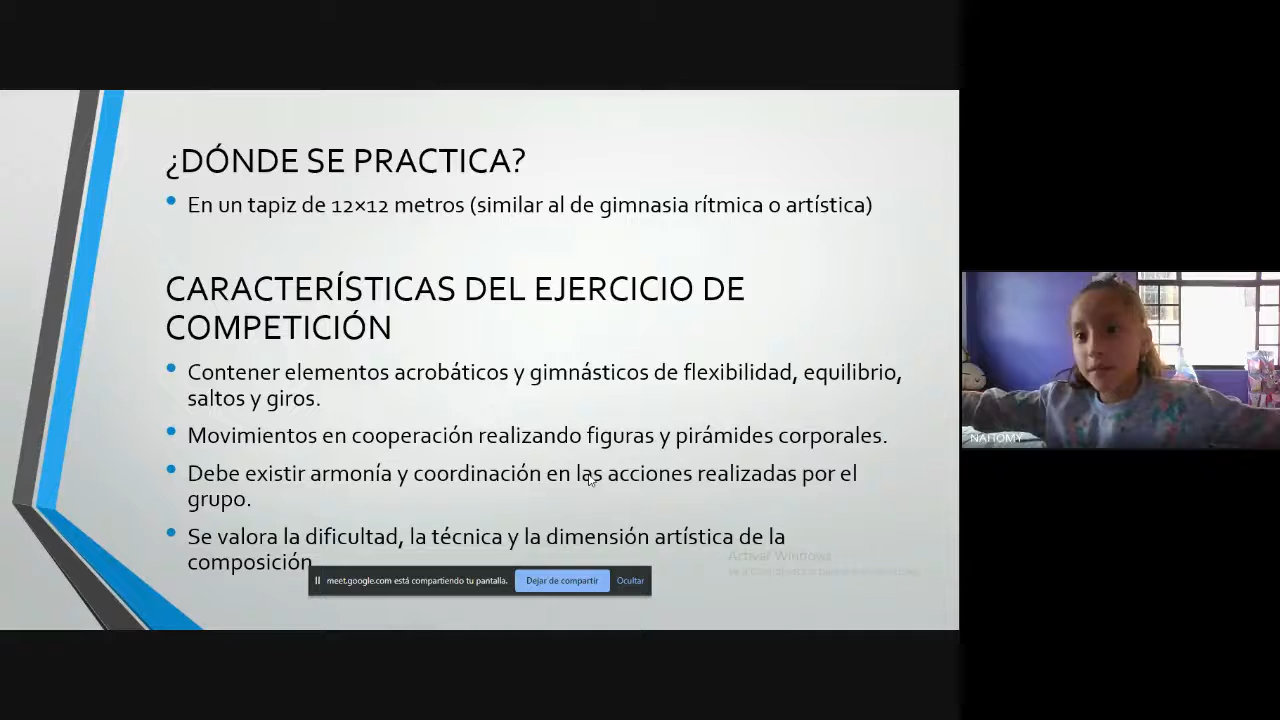 ¿DÓNDE SE PRACTICA?
• En un tapiz de 12×12 metros (similar al de gimnasia rítmica o artística)
CARACTERÍSTICAS DEL EJERCICIO DE
COMPETICIÓN
• Contener elementos acrobáticos y gimnásticos de flexibilidad, equilibrio,
saltos y giros.
• Movimientos en cooperación realizando figuras y pirámides corporales.
• Debe existir armonía y coordinación en las acciones realizadas por el
grupo.
• Se valora la dificultad, la técnica y la dimensión artística de la
composición
Activar Windows
meet.google.com está compartiendo tu pantalla. Dejar de compartir Ocultar
NAITOMY